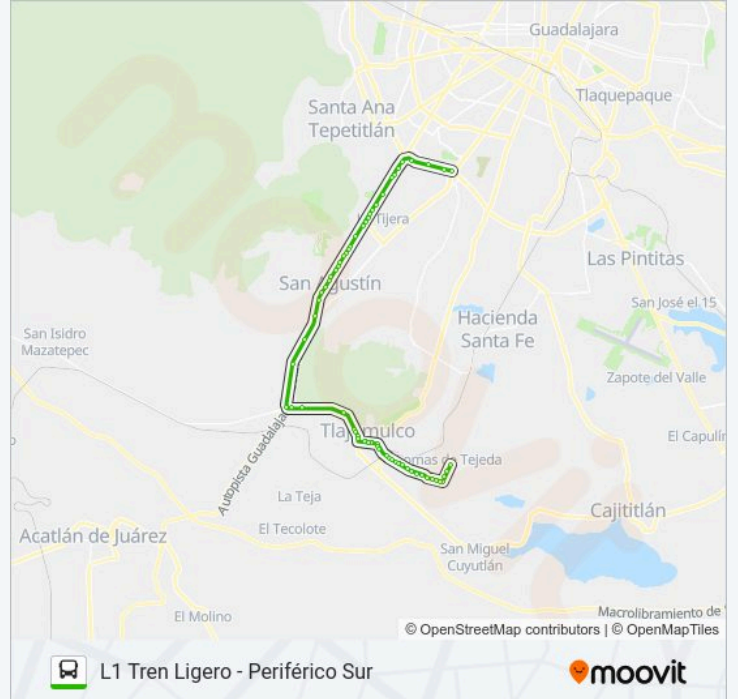 Guadalajara
Tlaquepaque
Santa Ana
Tepetitlán
La Tijera
Las Pintitas
San Agustín
San José el 15
Hacienda
Santa Fe
San Isidro
Mazatepec
Zapote del Valle
Tlajomulco
El Capulín
Lomas de Tejeda
Autopista Guadalaja
La Teja
Cajititlán
El Tecolote
Acatlán de Juárez
San Miguel
Cuyutlán
El Molino
Macrolibramiento de
© OpenStreetMap contributors | © OpenMapTiles
L1 Tren Ligero - Periférico Sur
moovit